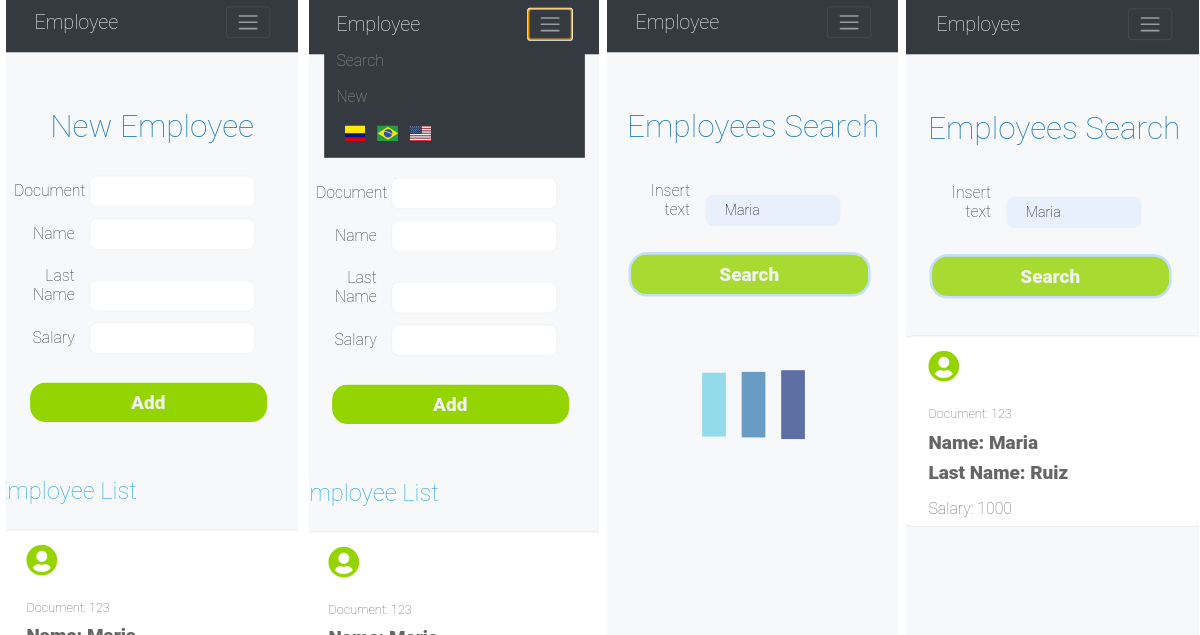 Employee
New Employee
Document
Name
Last
Name
Salary
Add
Employee List
Document: 123
Name: Maria
Employee
Search
New
Document
Name
Last
Name
Salary
Add
mployee List
Document: 123
Name: Maria
Employee
Employees Search
Insert
text
Maria
Search
Employee
Employees Search
Insert
text
Maria
Search
Document: 123
Name: Maria
Last Name: Ruiz
Salary: 1000